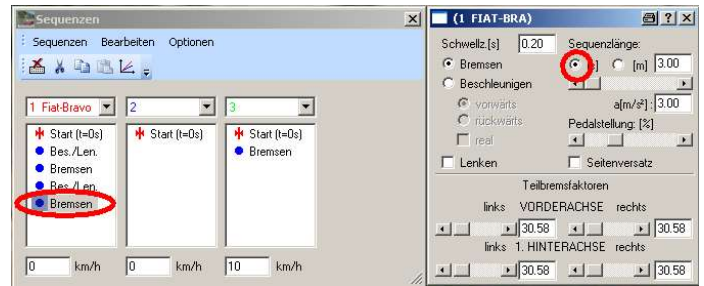 Sequenzen
Sequenzen Bearbeiten Optionen
1 Fiat-Bravo
2
3
Start (t=0s)
Bes./Len.
Bremsen
Bes./Len.
Bremsen
Start (t=0s)
Start (t=0s)
Bremsen
0 km/h
0 km/h
10 km/h
(1 FIAT-BRA)
Schwellz.[s] 0.20 Sequenzlänge:
Bremsen [s] [m] 3.00
Beschleunigen
vorwärts a[m/s²]: 3.00
rückwärts Pedalstellung: [%]
real
Lenken Seitenversatz
Teilbremsfaktoren
links VORDERACHSE rechts
30.58 30.58
links 1. HINTERACHSE rechts
30.58 30.58